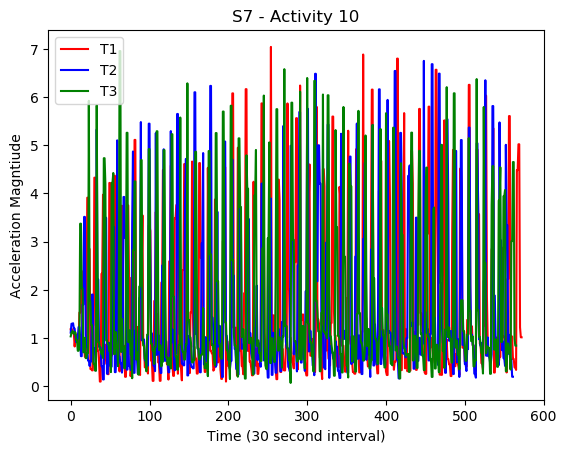 S7 - Activity 10
T1
T2
T3
7
6
5
4
3
2
1
0
Acceleration Magntiude
0 100 200 300 400 500 600
Time (30 second interval)